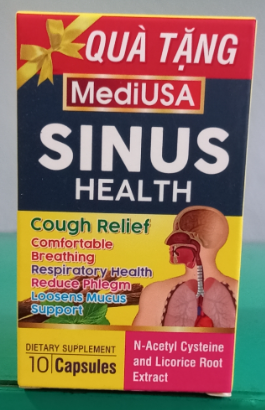 QUÀ TẶNG
MediUSA
SINUS
HEALTH
Cough Relief
Comfortable
Breathing
Respiratory Health
Reduce Phlegm
Loosens Mucus
Support
DIETARY SUPPLEMENT
10 Capsules
N-Acetyl Cysteine
and Licorice Root
Extract